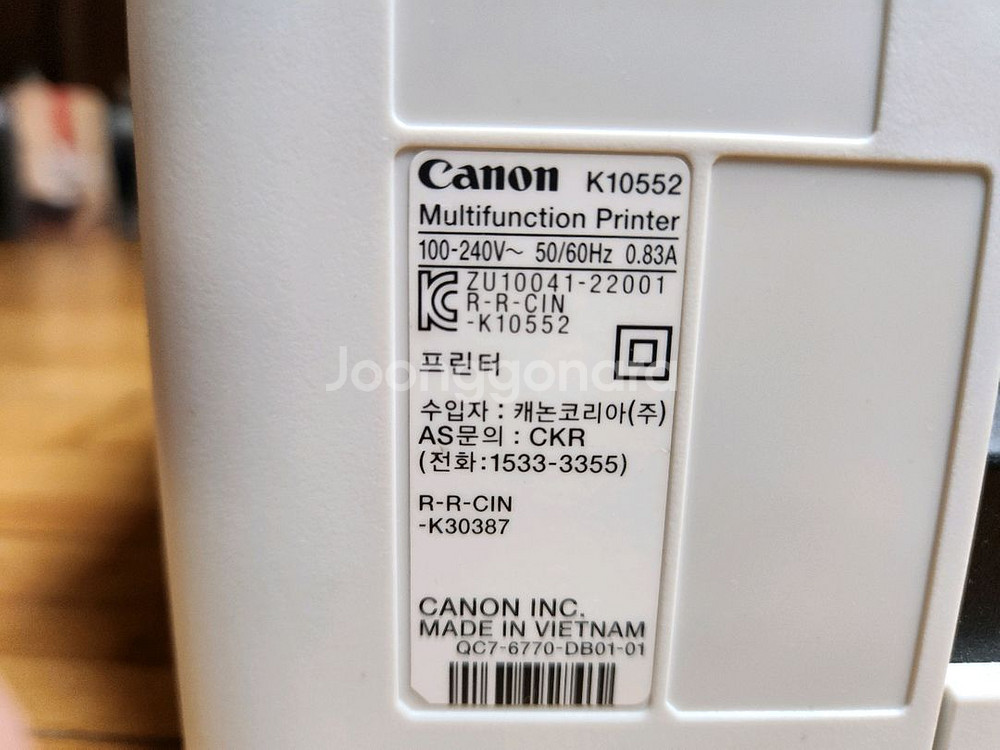 Canon K10552
Multifunction Printer
100-240V～ 50/60Hz 0.83A
ZU10041-22001
R-R-CIN
-K10552
프린터
Joonggonara
수입자 : 캐논코리아(주)
AS문의 : CKR
(전화:1533-3355)
R-R-CIN
-K30387
CANON INC.
MADE IN VIETNAM
QC7-6770-DB01-01